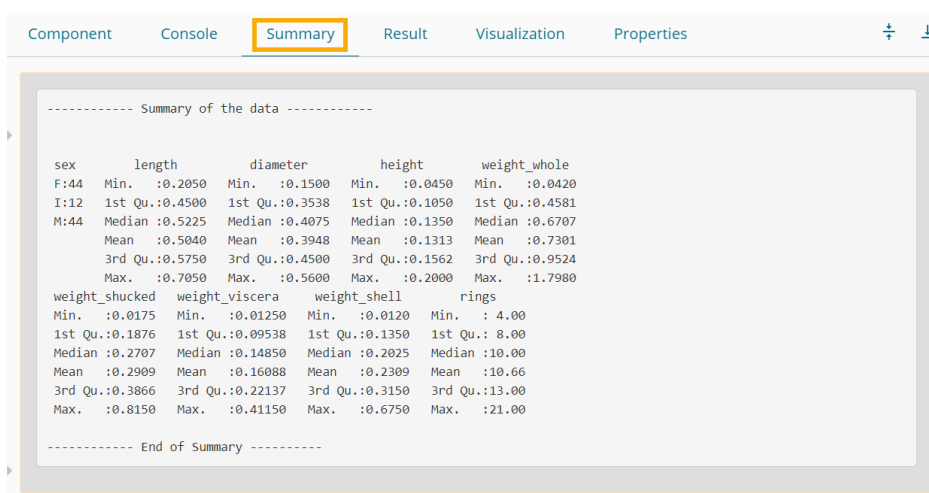 Component Console Summary Result Visualization Properties
------------ Summary of the data ------------
sex length diameter height weight_whole
F:44 Min. :0.2050 Min. :0.1500 Min. :0.0450 Min. :0.0420
I:12 1st Qu.:0.4500 1st Qu.:0.3538 1st Qu.:0.1050 1st Qu.:0.4581
M:44 Median :0.5225 Median :0.4075 Median :0.1350 Median :0.6707
Mean :0.5040 Mean :0.3948 Mean :0.1313 Mean :0.7301
3rd Qu.:0.5750 3rd Qu.:0.4500 3rd Qu.:0.1562 3rd Qu.:0.9524
Max. :0.7050 Max. :0.5600 Max. :0.2000 Max. :1.7980
weight_shucked weight_viscera weight_shell rings
Min. :0.0175 Min. :0.01250 Min. :0.0120 Min. : 4.00
1st Qu.:0.1876 1st Qu.:0.09538 1st Qu.:0.1350 1st Qu.: 8.00
Median :0.2707 Median :0.14850 Median :0.2025 Median :10.00
Mean :0.2909 Mean :0.16088 Mean :0.2309 Mean :10.66
3rd Qu.:0.3866 3rd Qu.:0.22137 3rd Qu.:0.3150 3rd Qu.:13.00
Max. :0.8150 Max. :0.41150 Max. :0.6750 Max. :21.00
------------ End of Summary ----------